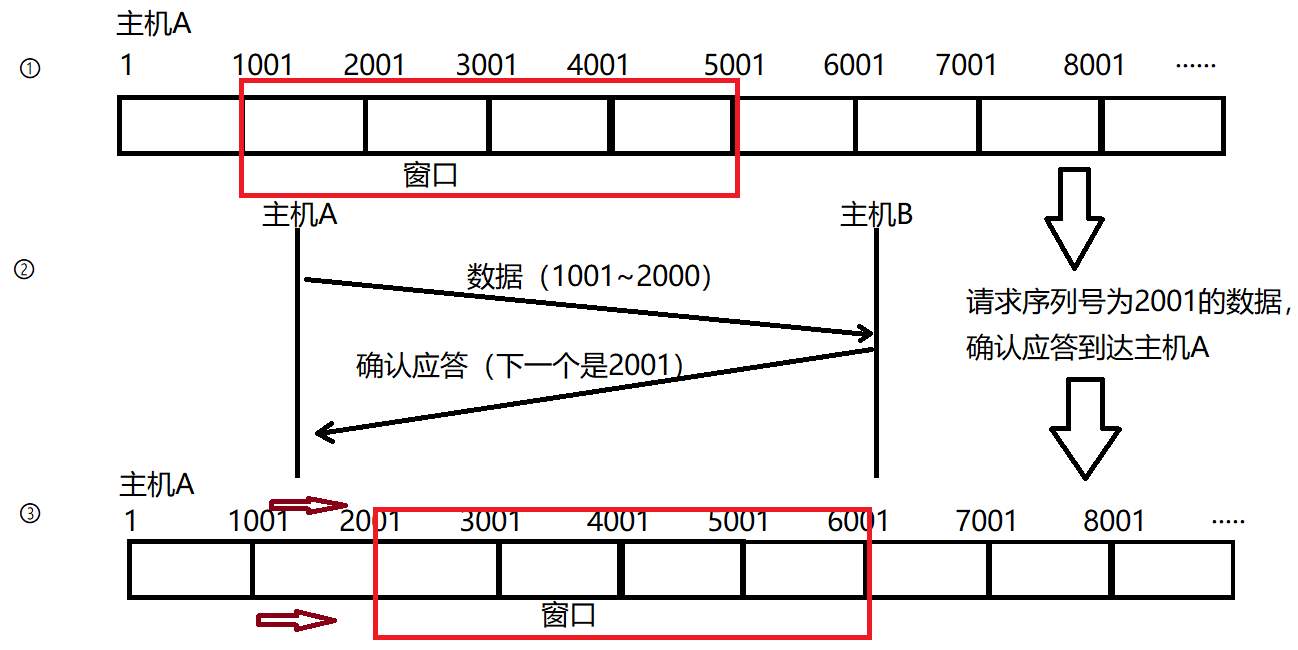 主机A
① 1 1001 2001 3001 4001 5001 6001 7001 8001 ······
窗口
主机A 主机B
②
数据（1001~2000）
请求序列号为2001的数据，
确认应答到达主机A
确认应答（下一个是2001）
主机A
③ 1 1001 2001 3001 4001 5001 6001 7001 8001 ·····
窗口